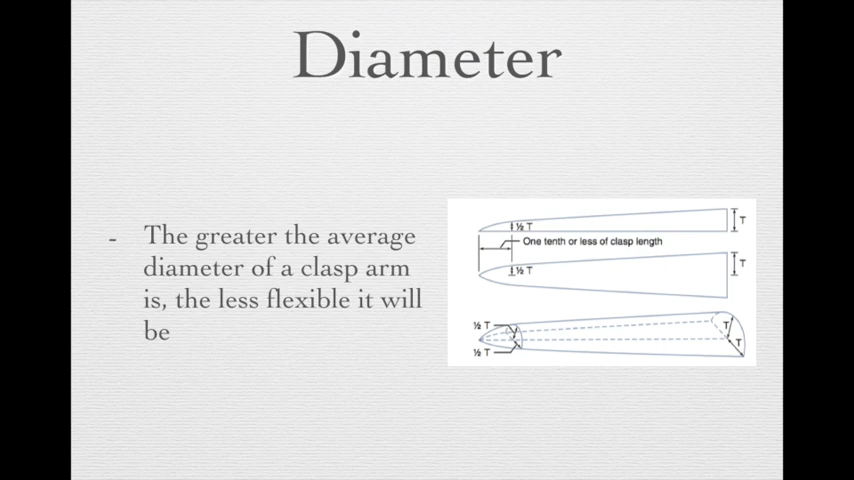 Diameter
- The greater the average
diameter of a clasp arm
is, the less flexible it will
be
½ T
T
One tenth or less of clasp length
½ T
T
½ T
T
T
½ T